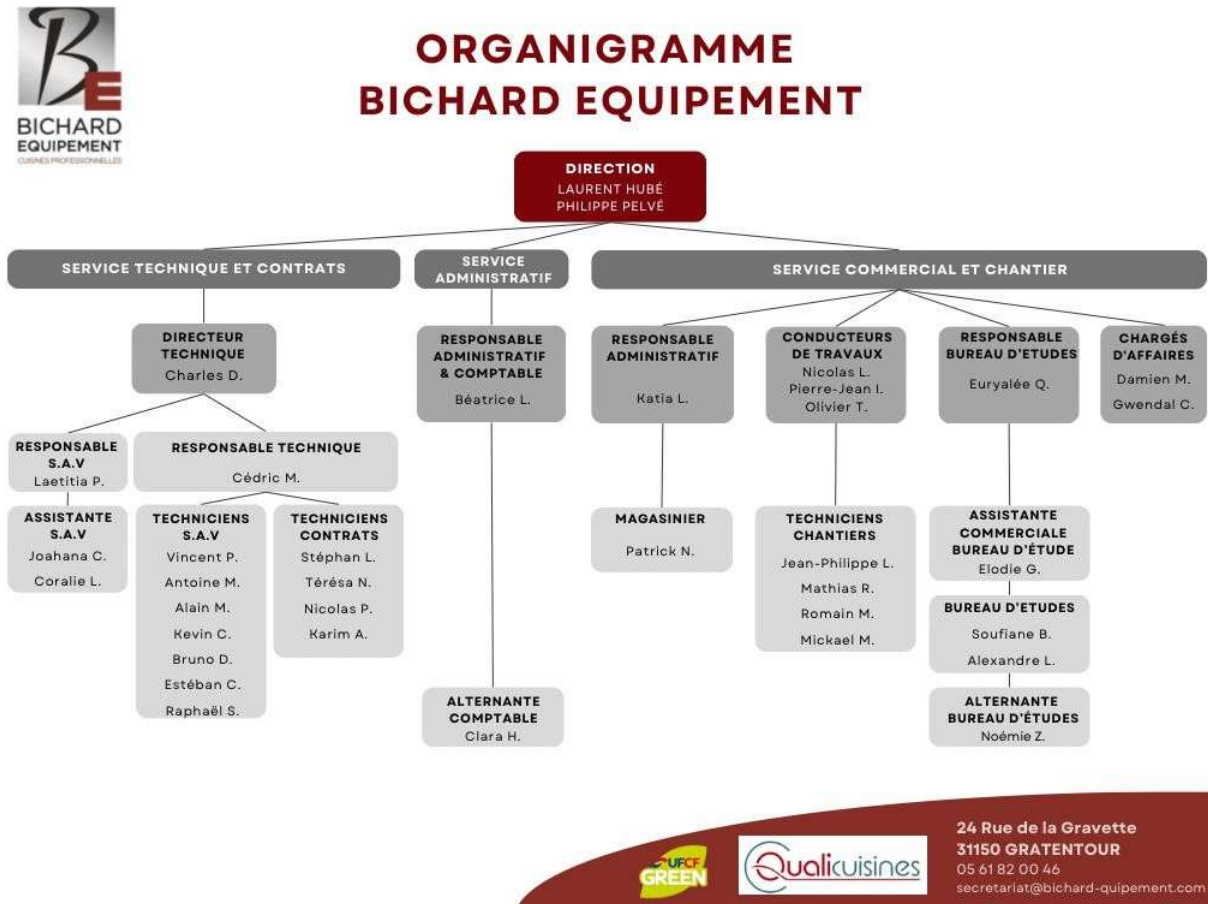 BE
BICHARD
EQUIPEMENT
CUISINES PROFESSIONNELLES
ORGANIGRAMME
BICHARD EQUIPEMENT
DIRECTION
LAURENT HUBÉ
PHILIPPE PELVÉ
SERVICE TECHNIQUE ET CONTRATS
DIRECTEUR
TECHNIQUE
Charles D.
RESPONSABLE
S.A.V
Laetitia P.
ASSISTANTE
S.A.V
Joahana C.
Coralie L.
RESPONSABLE TECHNIQUE
Cédric M.
TECHNICIENS
S.A.V
Vincent P.
Antoine M.
Alain M.
Kevin C.
Bruno D.
Estéban C.
Raphaël S.
TECHNICIENS
CONTRATS
Stéphan L.
Térésa N.
Nicolas P.
Karim A.
SERVICE
ADMINISTRATIF
RESPONSABLE
ADMINISTRATIF
& COMPTABLE
Béatrice L.
ALTERNANTE
COMPTABLE
Clara H.
SERVICE COMMERCIAL ET CHANTIER
RESPONSABLE
ADMINISTRATIF
Katia L.
MAGASINIER
Patrick N.
CONDUCTEURS
DE TRAVAUX
Nicolas L.
Pierre-Jean I.
Olivier T.
TECHNICIENS
CHANTIERS
Jean-Philippe L.
Mathias R.
Romain M.
Mickael M.
RESPONSABLE
BUREAU D'ETUDES
Euryalée Q.
ASSISTANTE
COMMERCIALE
BUREAU D'ÉTUDE
Elodie G.
BUREAU D'ETUDES
Soufiane B.
Alexandre L.
ALTERNANTE
BUREAU D'ÉTUDES
Noémie Z.
CHARGÉS
D'AFFAIRES
Damien M.
Gwendal C.
UFCF
GREEN
Qualicuisines
24 Rue de la Gravette
31150 GRATENTOUR
05 61 82 00 46
secretariat@bichard-quipement.com